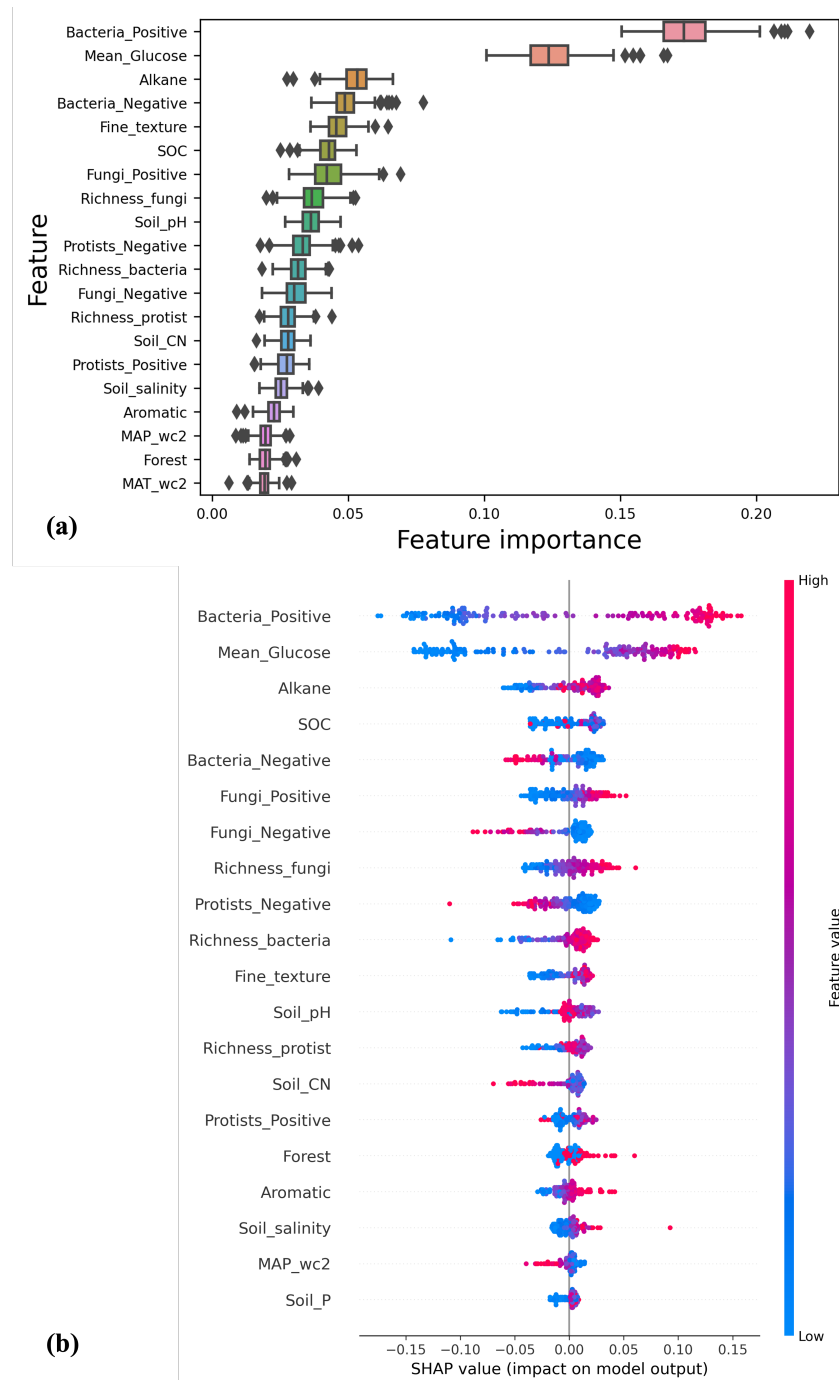 Bacteria_Positive
Mean_Glucose
Alkane
Bacteria_Negative
Fine_texture
SOC
Fungi_Positive
Richness_fungi
Soil_pH
Protists_Negative
Richness_bacteria
Fungi_Negative
Richness_protist
Soil_CN
Protists_Positive
Soil_salinity
Aromatic
MAP_wc2
Forest
MAT_wc2
Feature
0.00 0.05 0.10 0.15 0.20
Feature importance
(a)
High
Bacteria_Positive
Mean_Glucose
Alkane
SOC
Bacteria_Negative
Fungi_Positive
Fungi_Negative
Richness_fungi
Protists_Negative
Richness_bacteria
Fine_texture
Soil_pH
Richness_protist
Soil_CN
Protists_Positive
Forest
Aromatic
Soil_salinity
MAP_wc2
Soil_P
Feature value
Low
−0.15 −0.10 −0.05 0.00 0.05 0.10 0.15
SHAP value (impact on model output)
(b)